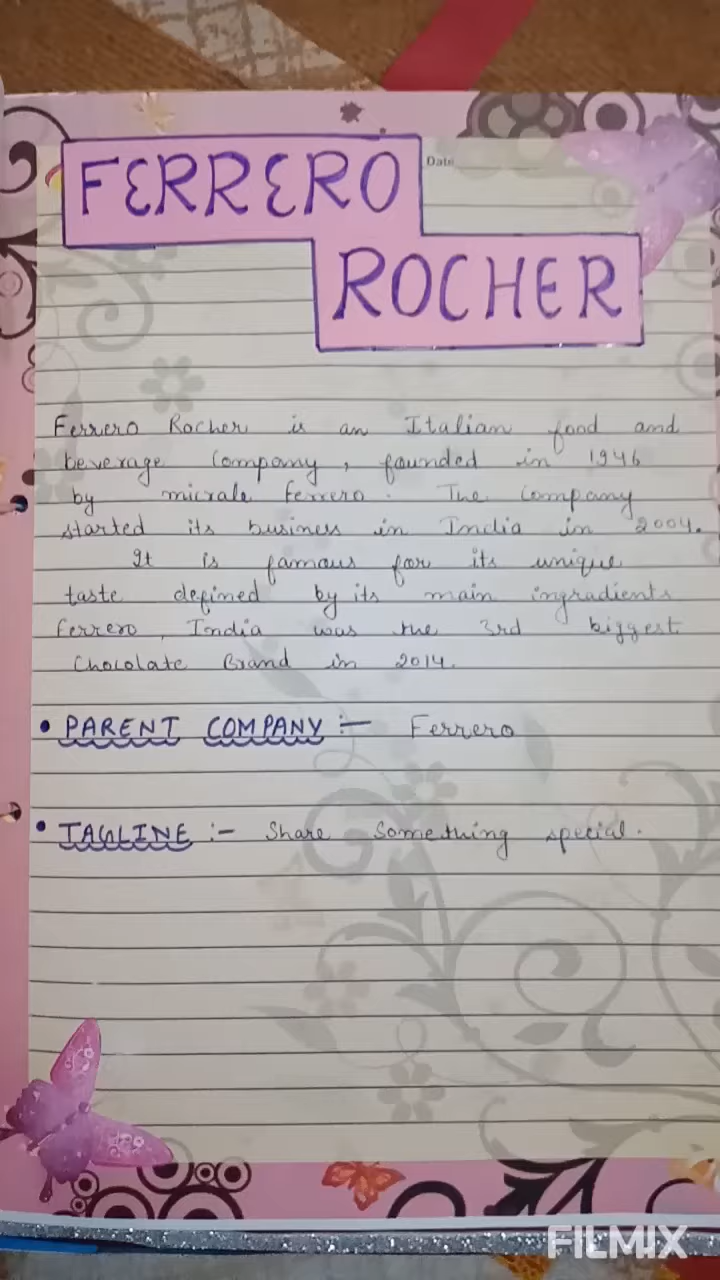 Date
FERRERO
ROCHER
Ferrero Rocher is an Italian food and
beverage Company, founded in 1946
by micrale Ferrero. The Company
started its business in India in 2004.
It is famous for its unique
taste defined by its main ingradients
Ferrero, India was the 3rd biggest
Chocolate Brand in 2014.
• PARENT COMPANY :- Ferrero
• TAGLINE :- Share Something special.
FILMIX